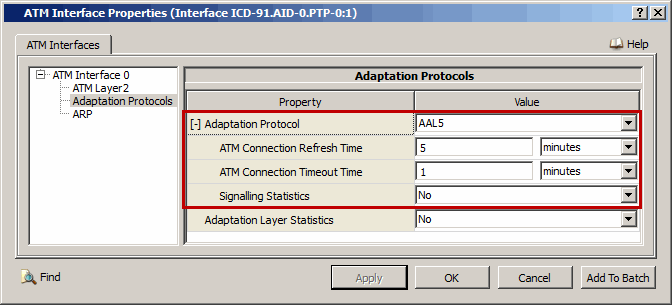 ATM Interface Properties (Interface ICD-91.AID-0.PTP-0:1)
ATM Interfaces
Help
ATM Interface 0
ATM Layer2
Adaptation Protocols
ARP
Adaptation Protocols
Property Value
[-] Adaptation Protocol AAL5
ATM Connection Refresh Time 5 minutes
ATM Connection Timeout Time 1 minutes
Signalling Statistics No
Adaptation Layer Statistics No
Find Apply OK Cancel Add To Batch